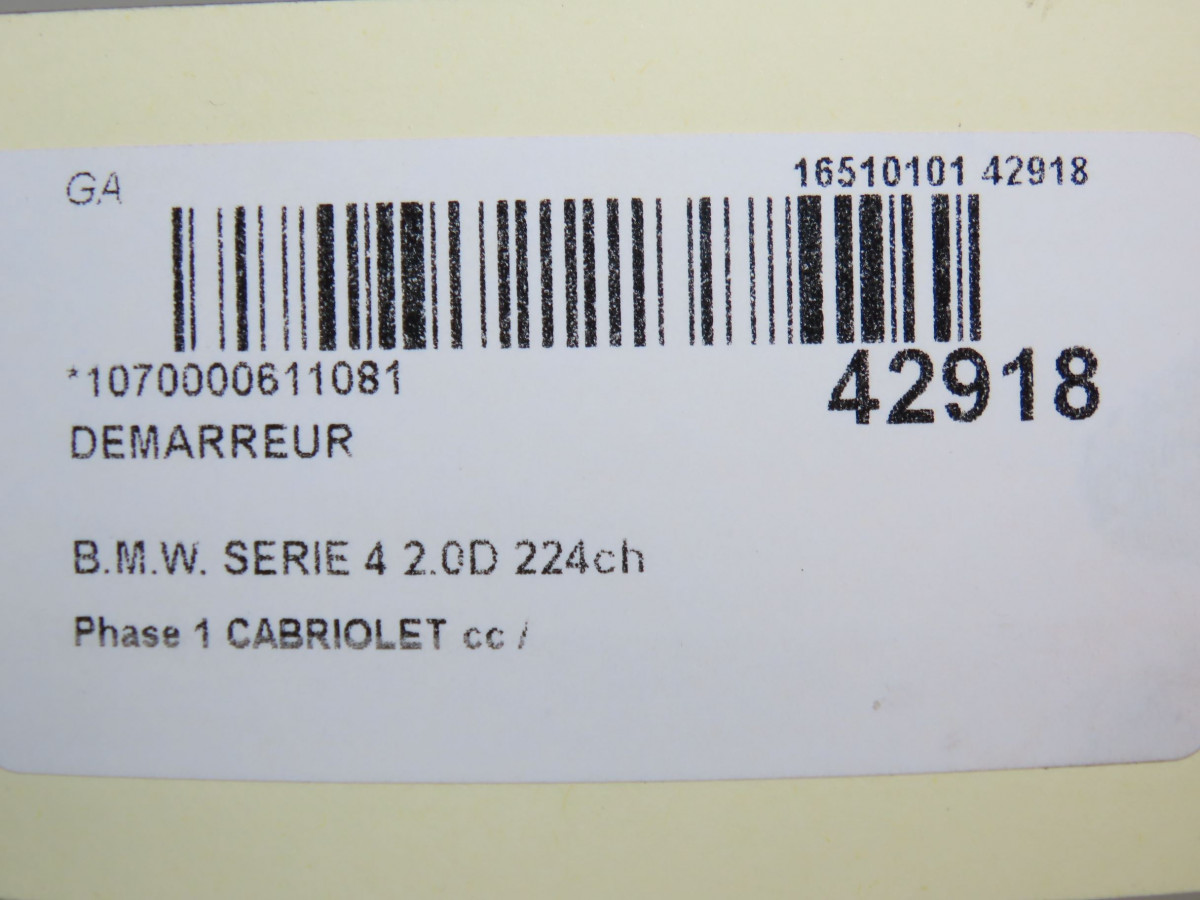 GA
16510101 42918
*1070000611081
42918
DEMARREUR
B.M.W. SERIE 4 2.0D 224ch
Phase 1 CABRIOLET cc /